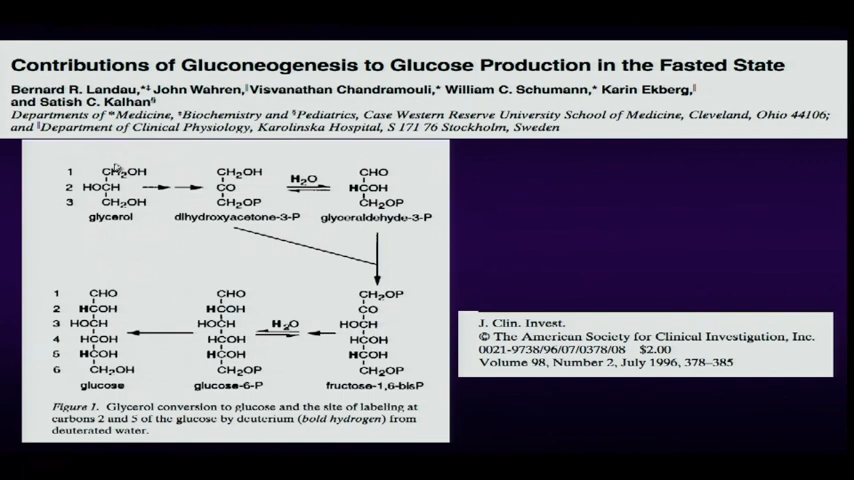 Contributions of Gluconeogenesis to Glucose Production in the Fasted State
Bernard R. Landau,*‡ John Wahren,‖ Visvanathan Chandramouli,* William C. Schumann,* Karin Ekberg,‖
and Satish C. Kalhan§
Departments of *Medicine, ‡Biochemistry and §Pediatrics, Case Western Reserve University School of Medicine, Cleveland, Ohio 44106;
and ‖Department of Clinical Physiology, Karolinska Hospital, S 171 76 Stockholm, Sweden
1 CH2OH CH2OH H2O CHO
2 HOCH CO HCOH
3 CH2OH CH2OP CH2OP
glycerol dihydroxyacetone-3-P glyceraldehyde-3-P
1 CHO CHO CH2OP
2 HCOH HCOH CO
3 HOCH HOCH H2O HOCH
4 HCOH HCOH HCOH
5 HCOH HCOH HCOH
6 CH2OH CH2OP CH2OP
glucose glucose-6-P fructose-1,6-bisP
Figure 1. Glycerol conversion to glucose and the site of labeling at
carbons 2 and 5 of the glucose by deuterium (bold hydrogen) from
deuterated water.
J. Clin. Invest.
© The American Society for Clinical Investigation, Inc.
0021-9738/96/07/0378/08 $2.00
Volume 98, Number 2, July 1996, 378–385